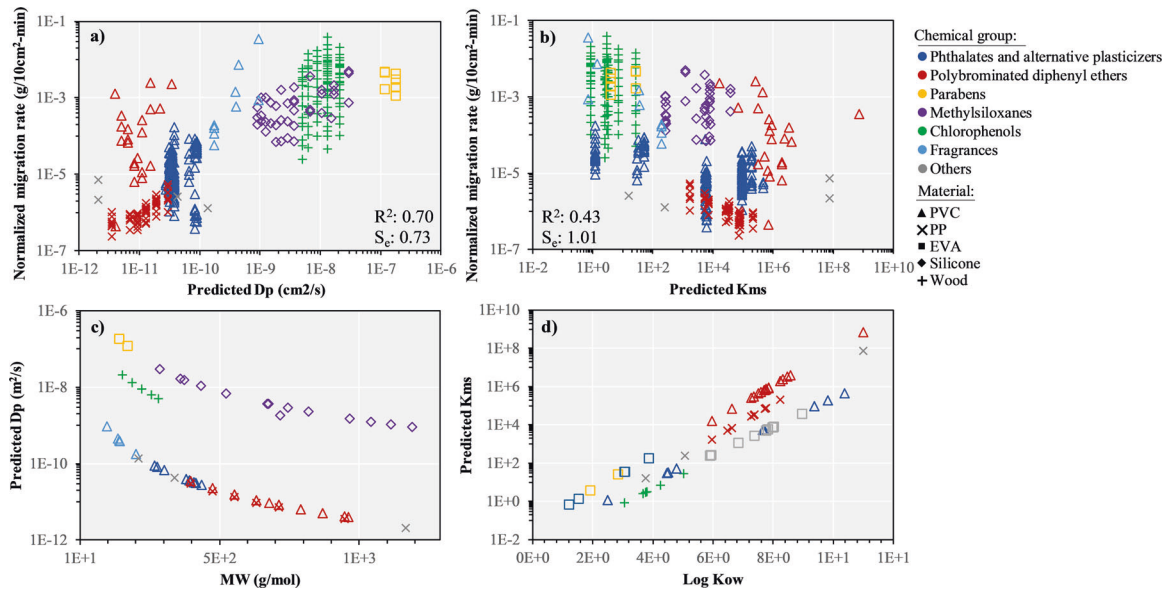 a)
Normalized migration rate (g/10cm²-min)
1E-1
1E-3
1E-5
1E-7
R²: 0.70
Sₑ: 0.73
1E-12
1E-11
1E-10
1E-9
1E-8
1E-7
1E-6
Predicted Dp (cm2/s)
b)
Normalized migration rate (g/10cm²-min)
1E-1
1E-3
1E-5
1E-7
R²: 0.43
Sₑ: 1.01
1E-2
1E+0
1E+2
1E+4
1E+6
1E+8
1E+10
Predicted Kms
Chemical group:
Phthalates and alternative plasticizers
Polybrominated diphenyl ethers
Parabens
Methylsiloxanes
Chlorophenols
Fragrances
Others
Material:
PVC
PP
EVA
Silicone
Wood
c)
Predicted Dp (m²/s)
1E-6
1E-8
1E-10
1E-12
1E+1
5E+2
1E+3
MW (g/mol)
d)
Predicted Kms
1E+10
1E+8
1E+6
1E+4
1E+2
1E+0
1E-2
0E+0
2E+0
4E+0
6E+0
8E+0
1E+1
1E+1
Log Kow